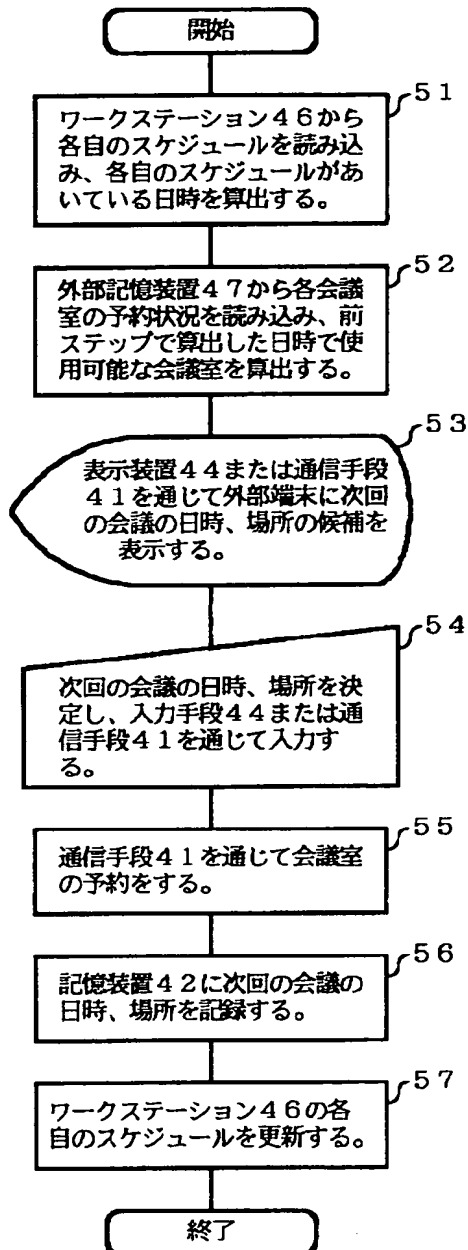 開始
51
ワークステーション46から
各自のスケジュールを読み込
み、各自のスケジュールがあ
いている日時を算出する。
52
外部記憶装置47から各会議
室の予約状況を読み込み、前
ステップで算出した日時で使
用可能な会議室を算出する。
53
表示装置44または通信手段
41を通じて外部端末に次回
の会議の日時、場所の候補を
表示する。
54
次回の会議の日時、場所を決
定し、入力手段44または通
信手段41を通じて入力す
る。
55
通信手段41を通じて会議室
の予約をする。
56
記憶装置42に次回の会議の
日時、場所を記録する。
57
ワークステーション46の各
自のスケジュールを更新する。
終了